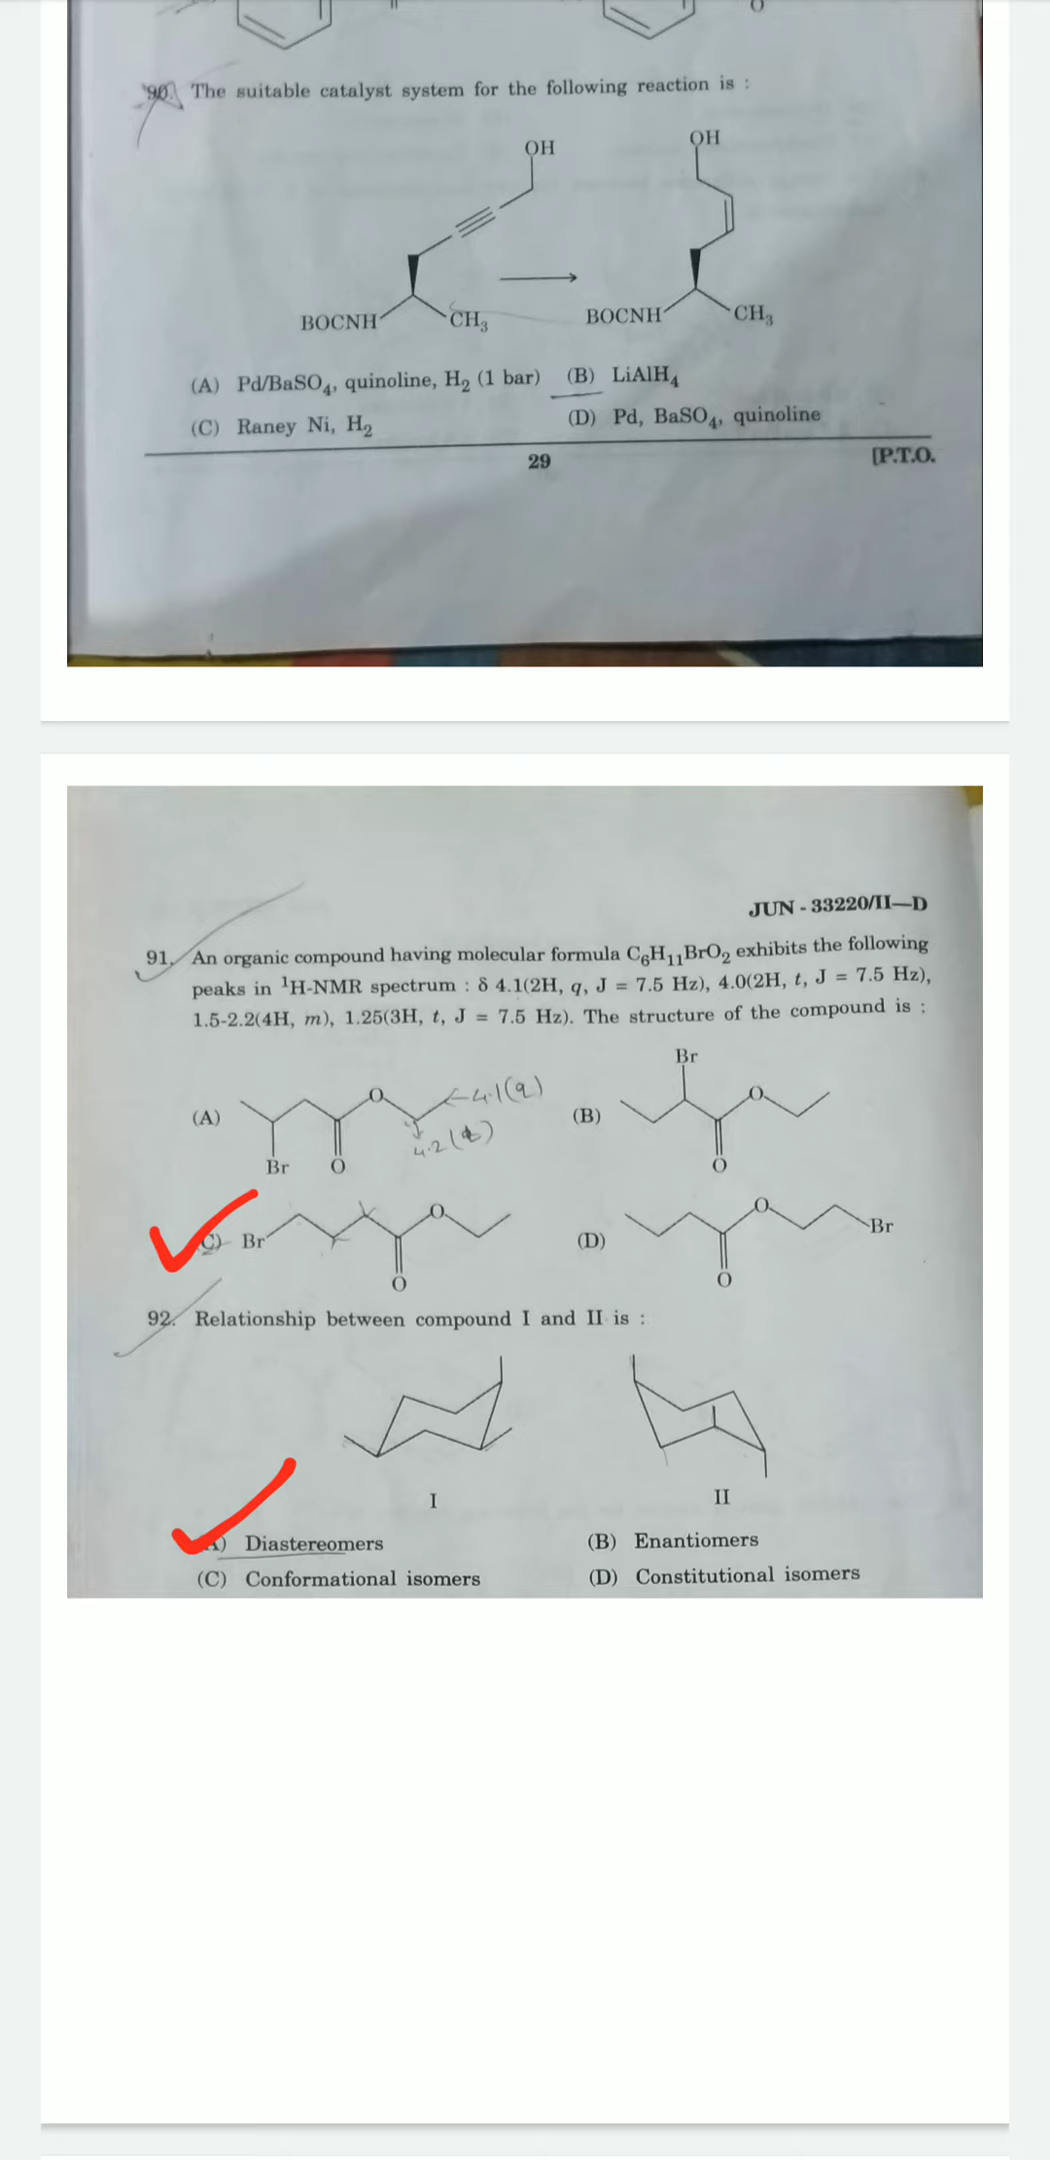 O
90. The suitable catalyst system for the following reaction is :
OH
OH
BOCNH
CH₃
BOCNH
CH₃
(A) Pd/BaSO₄, quinoline, H₂ (1 bar) (B) LiAlH₄
(C) Raney Ni, H₂ (D) Pd, BaSO₄, quinoline
29
[P.T.O.
JUN - 33220/II—D
91. An organic compound having molecular formula C₆H₁₁BrO₂ exhibits the following
peaks in ¹H-NMR spectrum : δ 4.1(2H, q, J = 7.5 Hz), 4.0(2H, t, J = 7.5 Hz),
1.5-2.2(4H, m), 1.25(3H, t, J = 7.5 Hz). The structure of the compound is :
(A)
O
Br
O
4.1(q)
4.2(t)
(B)
Br
O
O
C)
Br
O
O
(D)
O
Br
O
92. Relationship between compound I and II is :
I
II
A) Diastereomers (B) Enantiomers
(C) Conformational isomers (D) Constitutional isomers